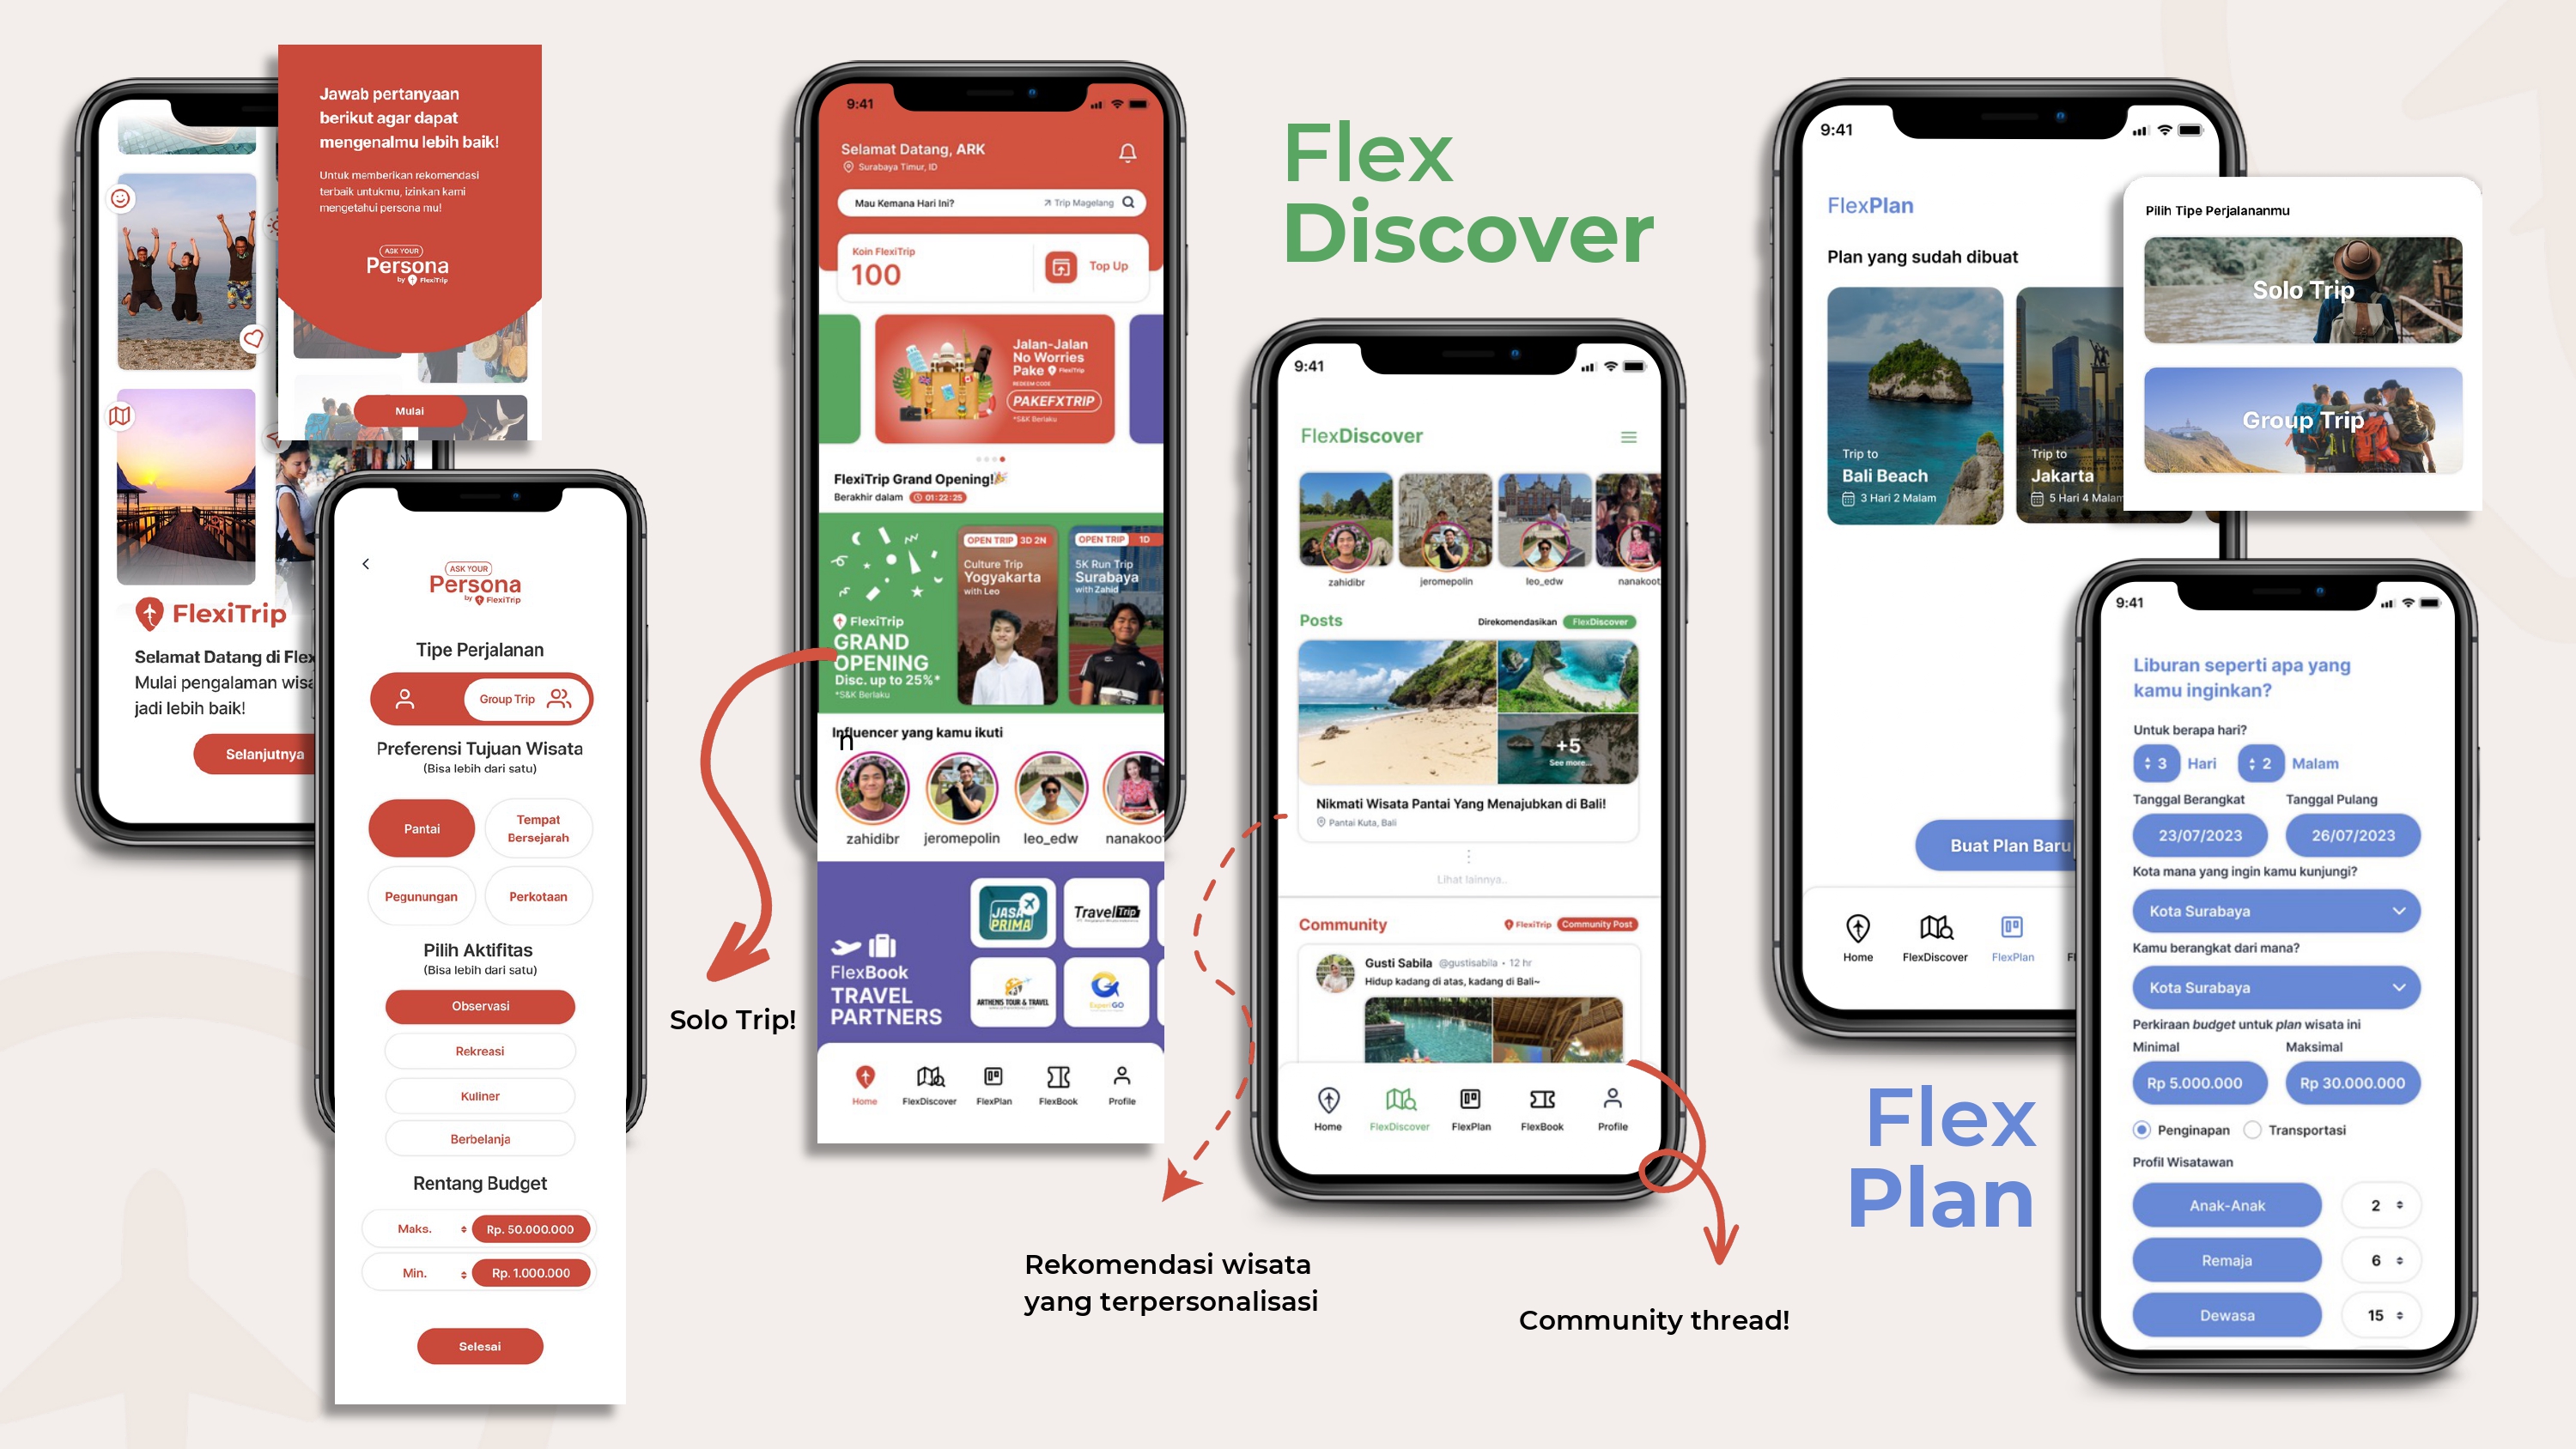 Jawab pertanyaan
berikut agar dapat
mengenalmu lebih baik!
Untuk memberikan rekomendasi
terbaik untukmu, izinkan kami
mengetahui persona mu!
ASK YOUR
Persona
by FlexiTrip
Mulai
FlexiTrip
Selamat Datang di Flex
Mulai pengalaman wisa
jadi lebih baik!
Selanjutnya
ASK YOUR
Persona
by FlexiTrip
Tipe Perjalanan
Group Trip
Preferensi Tujuan Wisata
(Bisa lebih dari satu)
Pantai
Tempat
Bersejarah
Pegunungan
Perkotaan
Pilih Aktifitas
(Bisa lebih dari satu)
Observasi
Rekreasi
Kuliner
Berbelanja
Rentang Budget
Maks. Rp. 50.000.000
Min. Rp. 1.000.000
Selesai
Solo Trip!
9:41
Selamat Datang, ARK
Surabaya Timur, ID
Mau Kemana Hari Ini? Trip Magelang
Koin FlexiTrip
100
Top Up
Jalan-Jalan
No Worries
Pake FlexiTrip
REDEEM CODE
PAKEFXTRIP
*S&K Berlaku
FlexiTrip Grand Opening!
Berakhir dalam 01:22:25
FlexiTrip
GRAND
OPENING
Disc. up to 25%*
*S&K Berlaku
OPEN TRIP 3D 2N
Culture Trip
Yogyakarta
with Leo
OPEN TRIP 1D
5K Run Trip
Surabaya
with Zahid
Influencer yang kamu ikuti
n
zahidibr
jeromepolin
leo_edw
nanakoot
FlexBook
TRAVEL
PARTNERS
JASA
PRIMA
Travel Trip
ARTHENS TOUR & TRAVEL
Expert GO
Home
FlexDiscover
FlexPlan
FlexBook
Profile
Flex
Discover
9:41
FlexDiscover
zahidibr
jeromepolin
leo_edw
nanakoot
Posts
Direkomendasikan FlexDiscover
+5
See more...
Nikmati Wisata Pantai Yang Menajubkan di Bali!
Pantai Kuta, Bali
Lihat lainnya..
Community
FlexiTrip Community Post
Gusti Sabila @gustisabila • 12 hr
Hidup kadang di atas, kadang di Bali~
Home
FlexDiscover
FlexPlan
FlexBook
Profile
Rekomendasi wisata
yang terpersonalisasi
Community thread!
9:41
FlexPlan
Plan yang sudah dibuat
Trip to
Bali Beach
3 Hari 2 Malam
Trip to
Jakarta
5 Hari 4 Malam
Buat Plan Baru
Home
FlexDiscover
FlexPlan
Fl
Pilih Tipe Perjalananmu
Solo Trip
Group Trip
Flex
Plan
9:41
Liburan seperti apa yang
kamu inginkan?
Untuk berapa hari?
3 Hari 2 Malam
Tanggal Berangkat Tanggal Pulang
23/07/2023 26/07/2023
Kota mana yang ingin kamu kunjungi?
Kota Surabaya
Kamu berangkat dari mana?
Kota Surabaya
Perkiraan budget untuk plan wisata ini
Minimal Maksimal
Rp 5.000.000 Rp 30.000.000
Penginapan Transportasi
Profil Wisatawan
Anak-Anak 2
Remaja 6
Dewasa 15